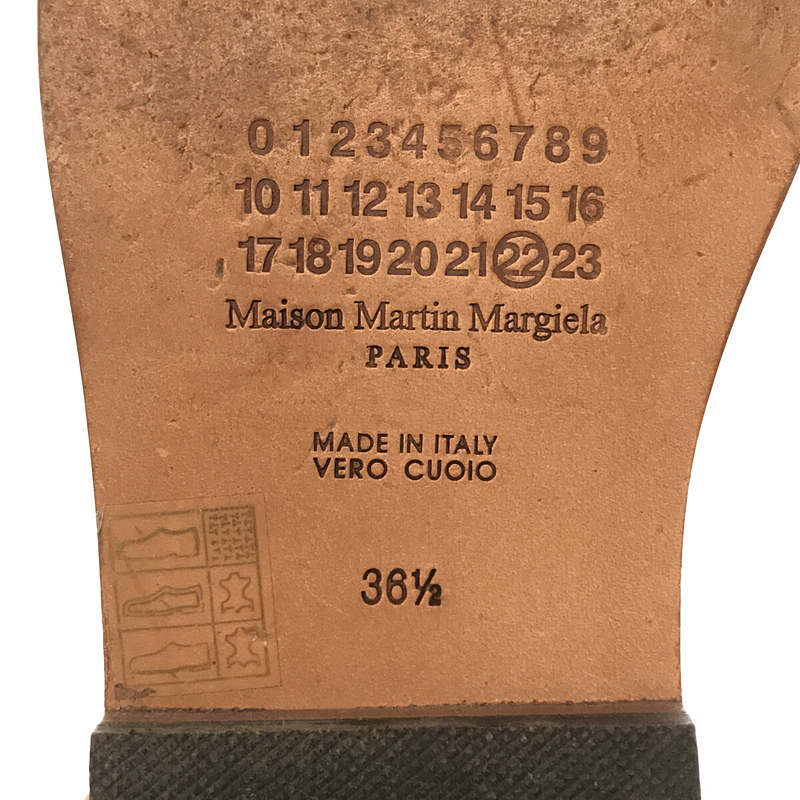 0 1 2 3 4 5 6 7 8 9
10 11 12 13 14 15 16
17 18 19 20 21 22 23
Maison Martin Margiela
PARIS
MADE IN ITALY
VERO CUOIO
36½